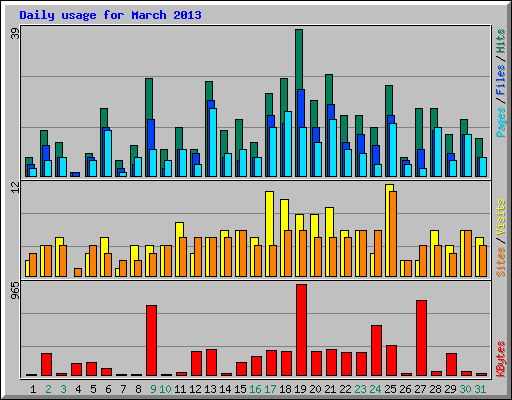 Daily usage for March 2013
39
Pages / Files / Hits
12
Sites / Visits
965
KBytes
1 2 3 4 5 6 7 8 9 10 11 12 13 14 15 16 17 18 19 20 21 22 23 24 25 26 27 28 29 30 31